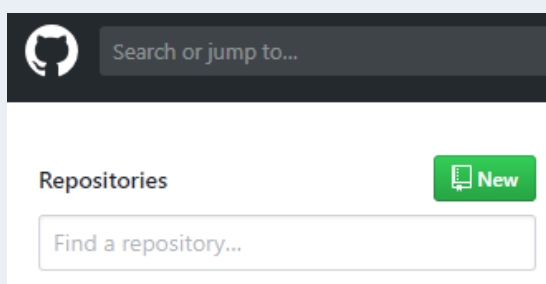 Search or jump to...
Repositories
New
Find a repository...